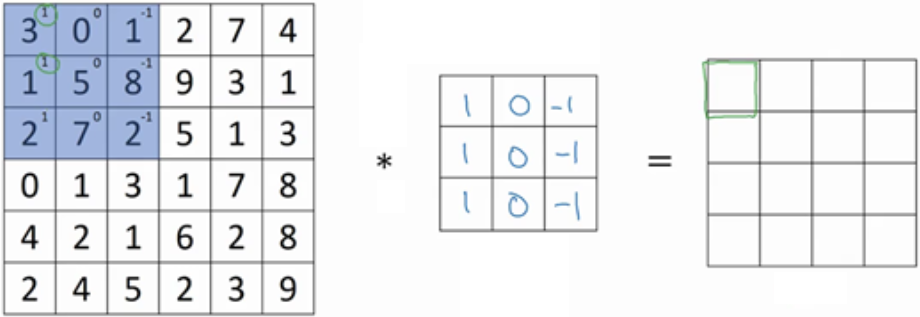 3 1 0 0 1 -1 2 7 4
1 1 5 0 8 -1 9 3 1
2 1 7 0 2 -1 5 1 3
0 1 3 1 7 8
4 2 1 6 2 8
2 4 5 2 3 9
*
1 0 -1
1 0 -1
1 0 -1
=